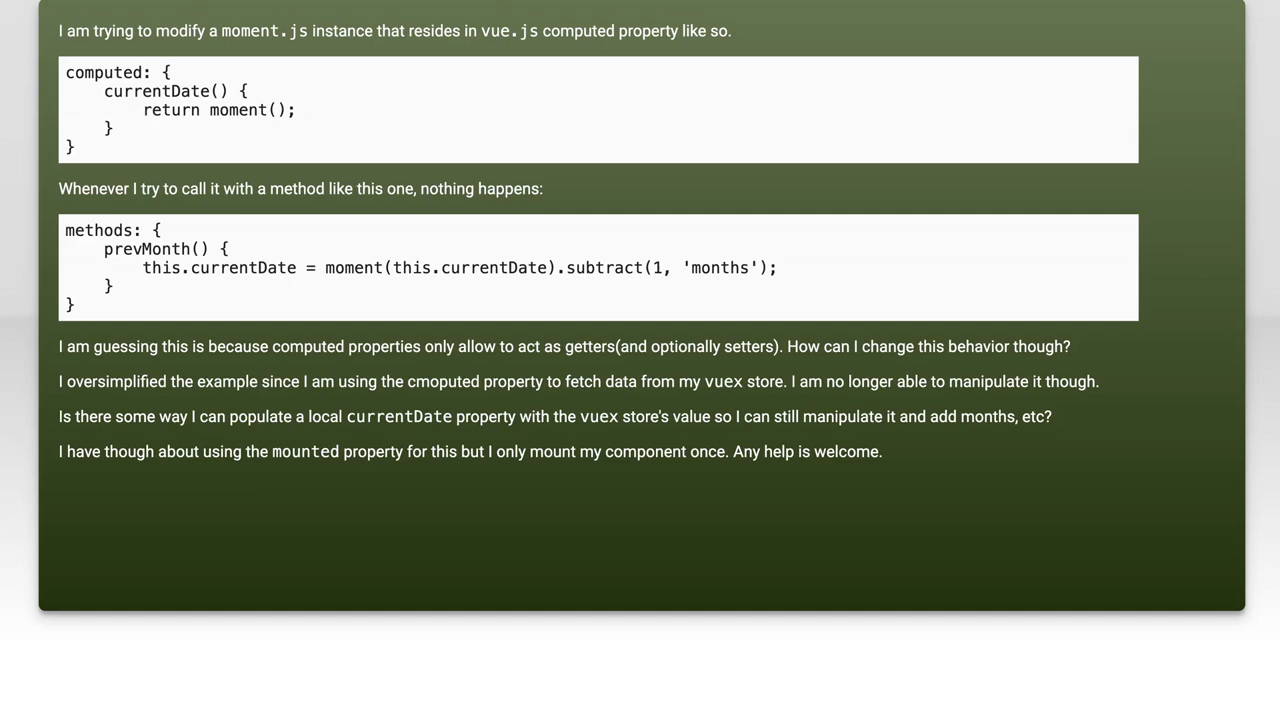 I am trying to modify a moment.js instance that resides in vue.js computed property like so.
computed: {
    currentDate() {
        return moment();
    }
}
Whenever I try to call it with a method like this one, nothing happens:
methods: {
    prevMonth() {
        this.currentDate = moment(this.currentDate).subtract(1, 'months');
    }
}
I am guessing this is because computed properties only allow to act as getters(and optionally setters). How can I change this behavior though?
I oversimplified the example since I am using the cmoputed property to fetch data from my vuex store. I am no longer able to manipulate it though.
Is there some way I can populate a local currentDate property with the vuex store's value so I can still manipulate it and add months, etc?
I have though about using the mounted property for this but I only mount my component once. Any help is welcome.